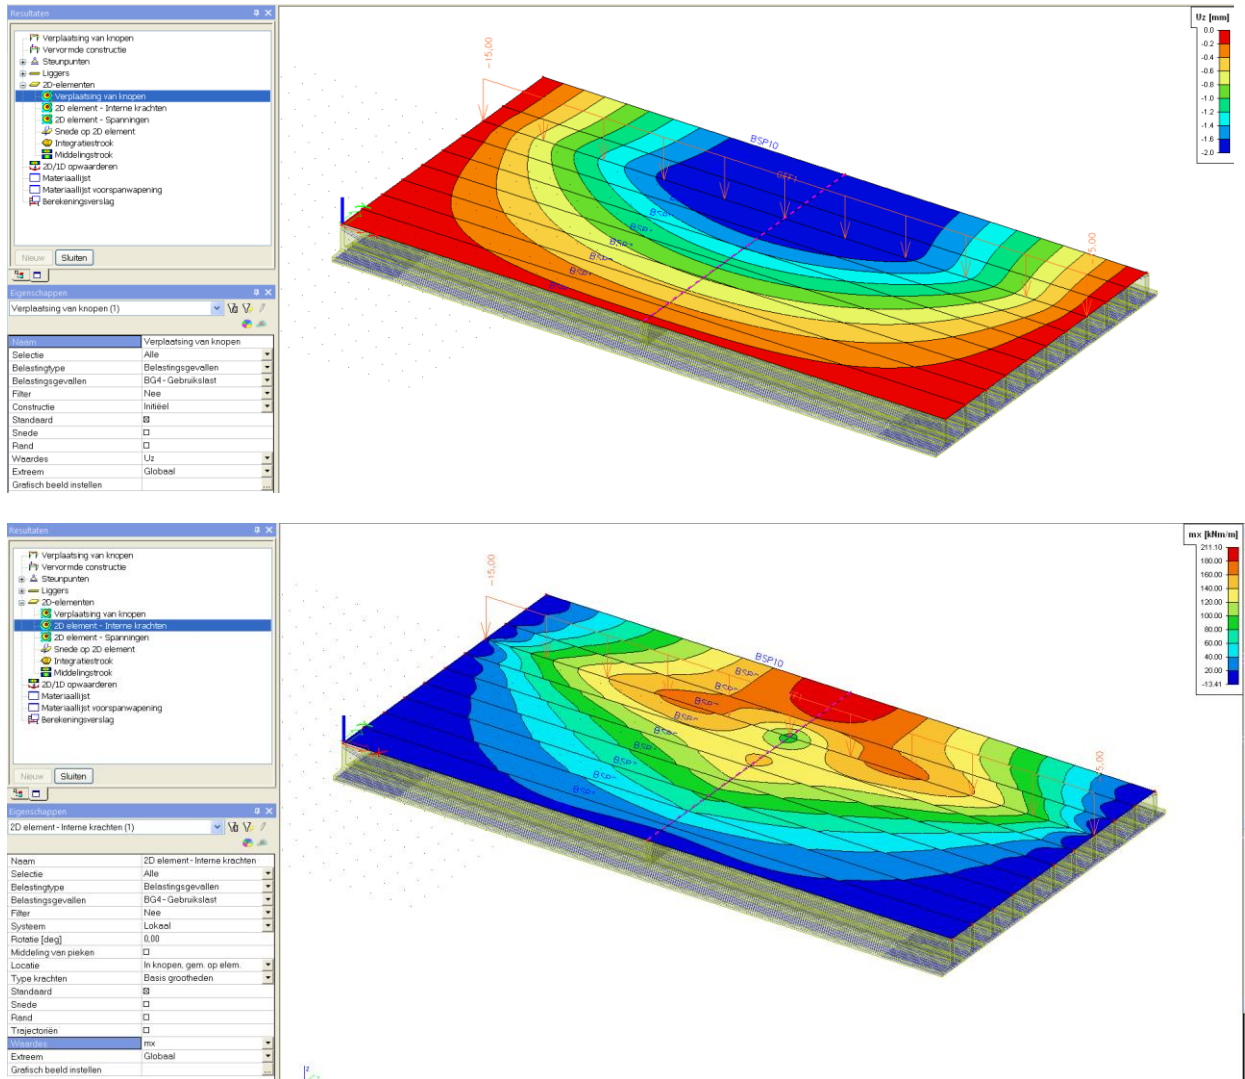 Resultaten
Verplaatsing van knopen
Vervormde constructie
Steunpunten
Liggers
2D-elementen
Verplaatsing van knopen
2D element - Interne krachten
2D element - Spanningen
Snede op 2D element
Integratiestrook
Middelingstrook
2D/1D opwaarderen
Materiaallijst
Materiaallijst voorspanwapening
Berekeningsverslag
Nieuw Sluiten
Eigenschappen
Verplaatsing van knopen (1)
Naam Verplaatsing van knopen
Selectie Alle
Belastingtype Belastingsgevallen
Belastingsgevallen BG4 - Gebruikslast
Filter Nee
Constructie Initiëel
Standaard
Snede
Rand
Waardes Uz
Extreem Globaal
Grafisch beeld instellen ...
-15,00
BSP10
Uz [mm]
0.0
-0.2
-0.4
-0.6
-0.8
-1.0
-1.2
-1.4
-1.6
-2.0
Resultaten
Verplaatsing van knopen
Vervormde constructie
Steunpunten
Liggers
2D-elementen
Verplaatsing van knopen
2D element - Interne krachten
2D element - Spanningen
Snede op 2D element
Integratiestrook
Middelingstrook
2D/1D opwaarderen
Materiaallijst
Materiaallijst voorspanwapening
Berekeningsverslag
Nieuw Sluiten
Eigenschappen
2D element - Interne krachten (1)
Naam 2D element - Interne krachten
Selectie Alle
Belastingtype Belastingsgevallen
Belastingsgevallen BG4 - Gebruikslast
Filter Nee
Systeem Lokaal
Rotatie [deg] 0,00
Middeling van pieken
Locatie In knopen, gem. op elem.
Type krachten Basis grootheden
Standaard
Snede
Rand
Trajectoriën
Waardes mx
Extreem Globaal
Grafisch beeld instellen ...
-15,00
BSP10
mx [kNm/m]
211.10
180.00
160.00
140.00
120.00
100.00
80.00
60.00
40.00
20.00
-13.41
z